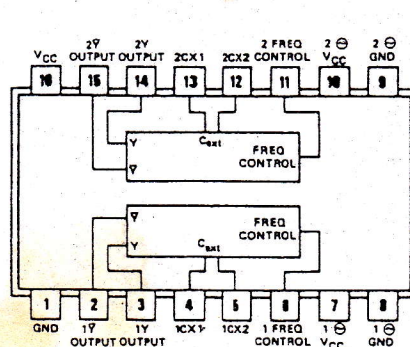 2Y̅ 2Y 2 FREQ 2 ⊖ 2 ⊖
VCC OUTPUT OUTPUT 2CX1 2CX2 CONTROL VCC GND
16 15 14 13 12 11 10 9
Cext
Y FREQ
Y̅ CONTROL
Y̅ FREQ
Y Cext CONTROL
1 2 3 4 5 6 7 8
GND 1Y̅ 1Y 1CX1 1CX2 1 FREQ 1 ⊖ 1 ⊖
OUTPUT OUTPUT CONTROL VCC GND